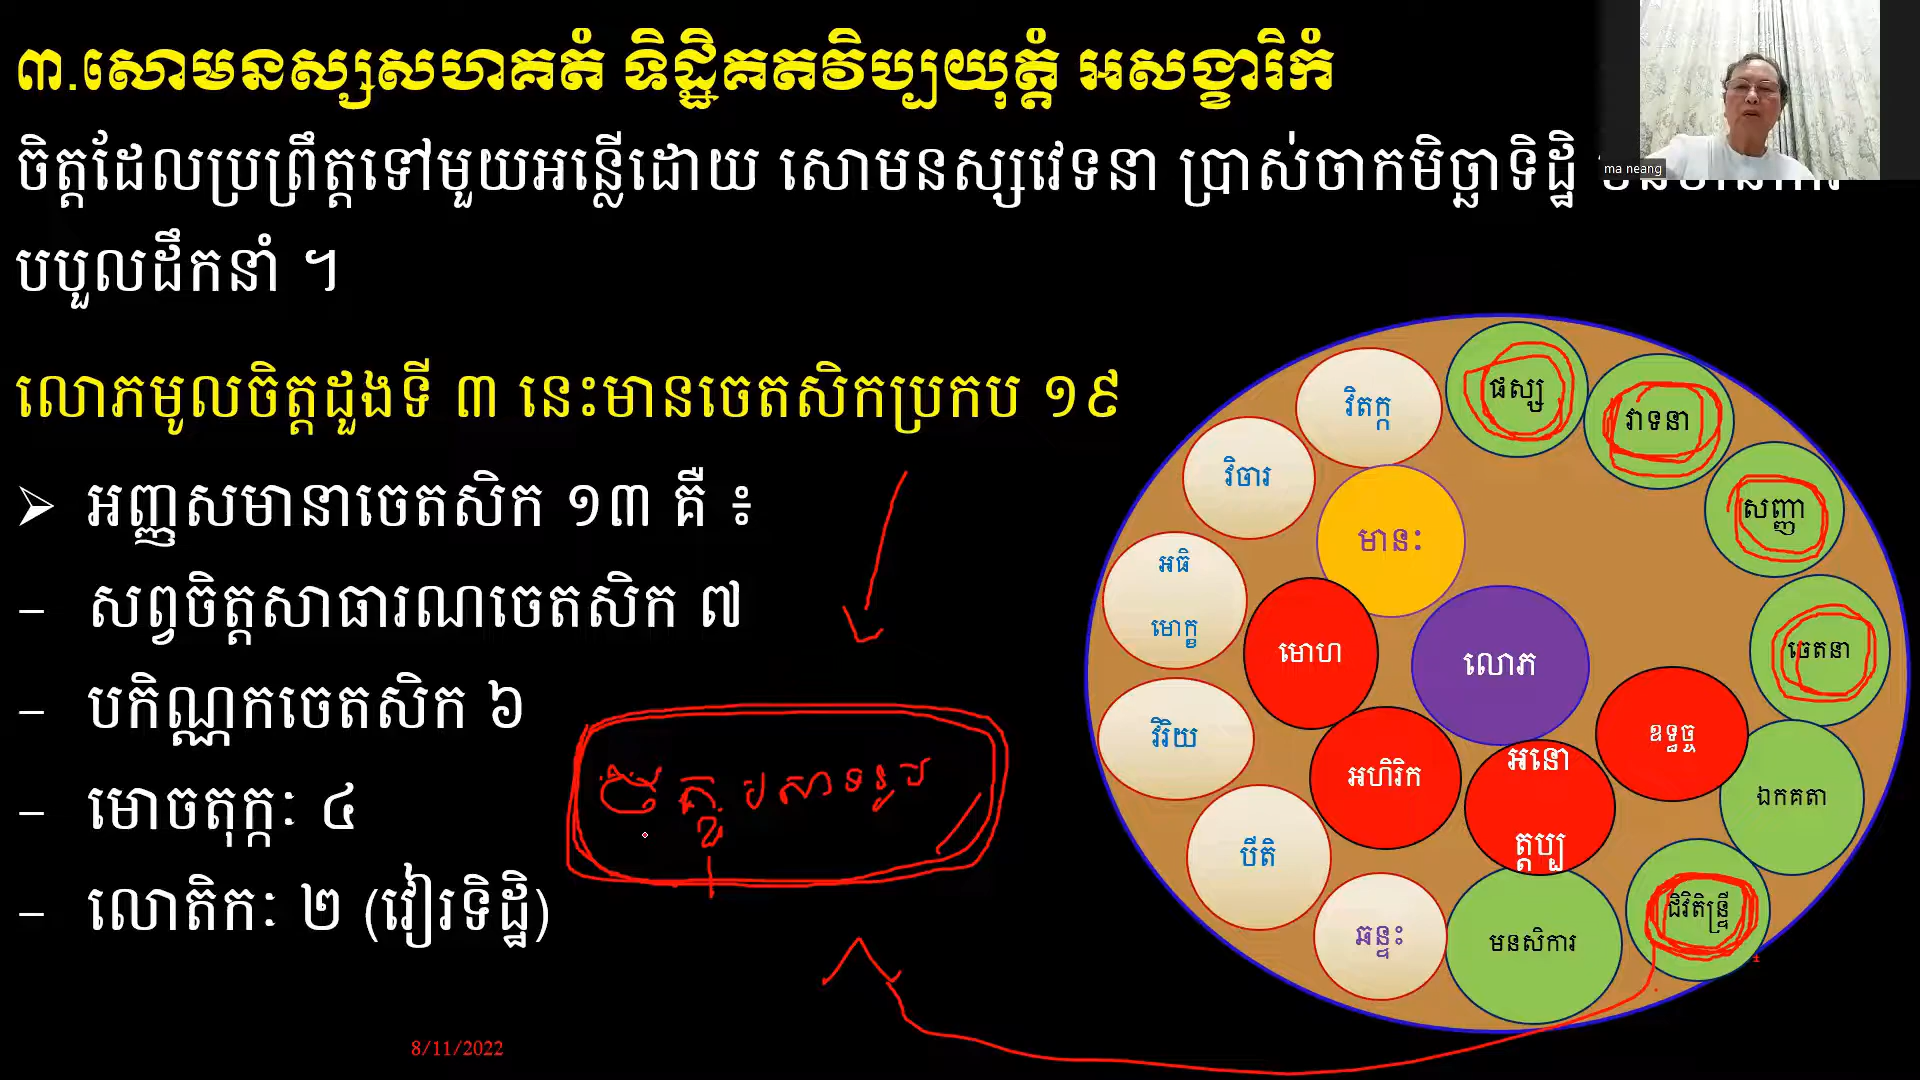 ៣.សោមនស្សសហគតំ ទិដ្ឋិគតវិប្បយុត្តំ អសង្ខារិកំ
ចិត្តដែលប្រព្រឹត្តទៅមួយអន្លើដោយ សោមនស្សវេទនា ប្រាស់ចាកមិច្ឆាទិដ្ឋិ
បបួលដឹកនាំ ។
លោភមូលចិត្តដួងទី ៣ នេះមានចេតសិកប្រកប ១៩
➢ អញ្ញសមានាចេតសិក ១៣ គឺ ៖
– សព្វចិត្តសាធារណចេតសិក ៧
– បកិណ្ណកចេតសិក ៦
– មោចតុក្កៈ ៤
– លោតិកៈ ២ (វៀរទិដ្ឋិ)
ma neang
វិតក្ក
ផស្ស
វាទនា
វិចារ
សញ្ញា
មានៈ
អធិ
មោក្ខ
មោហ
លោភ
ចេតនា
វិរិយ
អហិរិក
អនោ
ត្តប្ប
ឧទ្ធច្ច
ឯកគតា
បីតិ
ឆន្ទះ
មនសិការ
ជិវិតិន្ទ្រី
ចក្ខុបសាទរូប
8/11/2022